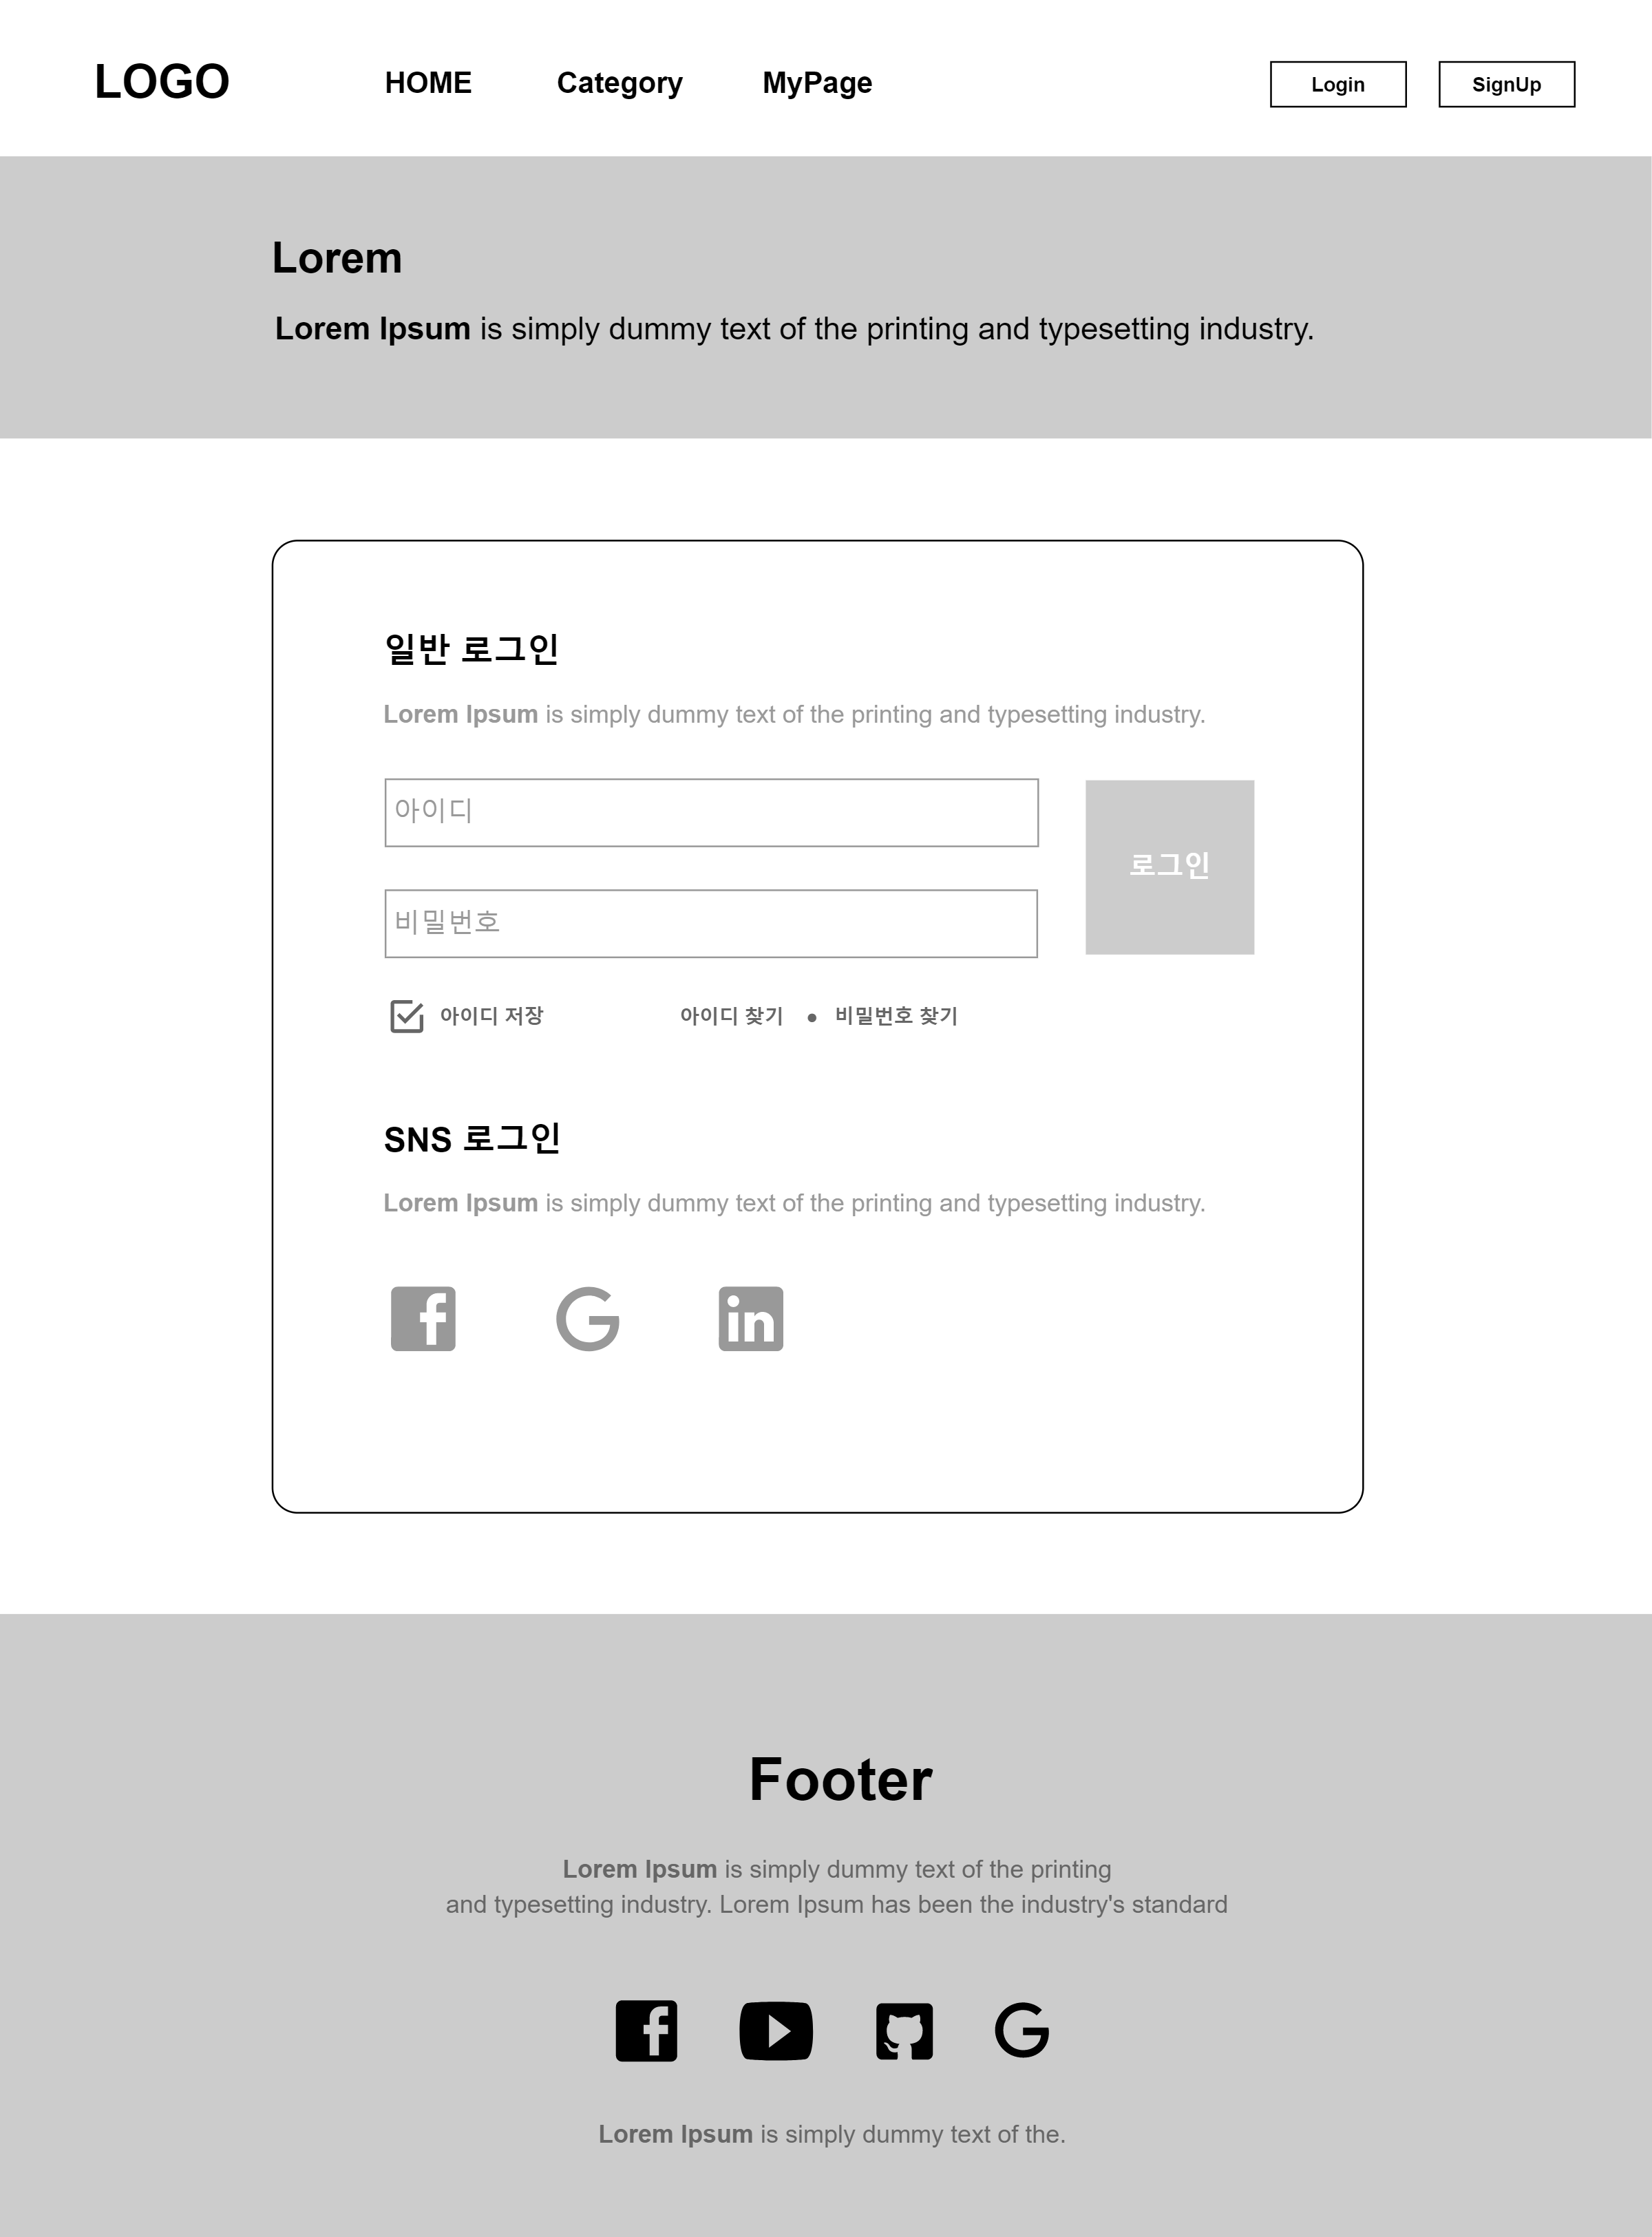 LOGO HOME Category MyPage Login SignUp
Lorem
Lorem Ipsum is simply dummy text of the printing and typesetting industry.
일반 로그인
Lorem Ipsum is simply dummy text of the printing and typesetting industry.
아이디
로그인
비밀번호
아이디 저장 아이디 찾기 • 비밀번호 찾기
SNS 로그인
Lorem Ipsum is simply dummy text of the printing and typesetting industry.
Footer
Lorem Ipsum is simply dummy text of the printing
and typesetting industry. Lorem Ipsum has been the industry's standard
Lorem Ipsum is simply dummy text of the.